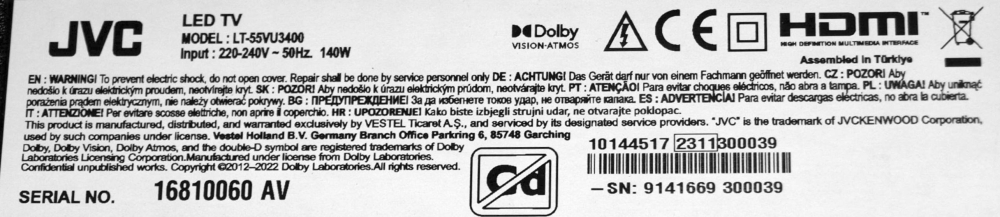 JVC
LED TV
MODEL : LT-55VU3400
Input : 220-240V ~ 50Hz. 140W
Dolby
VISION·ATMOS
CE
HDMI
HIGH DEFINITION MULTIMEDIA INTERFACE
Assembled in Türkiye
EN : WARNING! To prevent electric shock, do not open cover. Repair shall be done by service personnel only DE : ACHTUNG! Das Gerät darf nur von einem Fachmann geöffnet werden. CZ : POZOR! Aby
nedošlo k úrazu elektrickým proudem, neotvírejte kryt. SK : POZOR! Aby nedošlo k úrazu elektrickým prúdom, neotvárajte kryt. PT : ATENÇÃO! Para evitar choques eléctricos, não abra a tampa. PL : UWAGA! Aby uniknąć
porażenia prądem elektrycznym, nie należy otwierać pokrywy. BG : ПРЕДУПРЕЖДЕНИЕ! За да избегнете токов удар, не отваряйте капака. ES : ADVERTENCIA! Para evitar descargas eléctricas, no abra la cubierta.
IT : ATTENZIONE! Per evitare scosse elettriche, non aprire il coperchio. HR : UPOZORENJE! Kako biste izbjegli strujni udar, ne otvarajte poklopac.
This product is manufactured, distributed, and warranted exclusively by VESTEL Ticaret A.Ş., and serviced by its designated service providers. "JVC" is the trademark of JVCKENWOOD Corporation,
used by such companies under license. Vestel Holland B.V. Germany Branch Office Parkring 6, 85748 Garching
Dolby, Dolby Vision, Dolby Atmos, and the double-D symbol are registered trademarks of Dolby
Laboratories Licensing Corporation.Manufactured under license from Dolby Laboratories.
Confidential unpublished works. Copyright ©2012–2022 Dolby Laboratories.All rights reserved.
Cd
10144517 2311300039
SERIAL NO. 16810060 AV
–SN: 9141669 300039